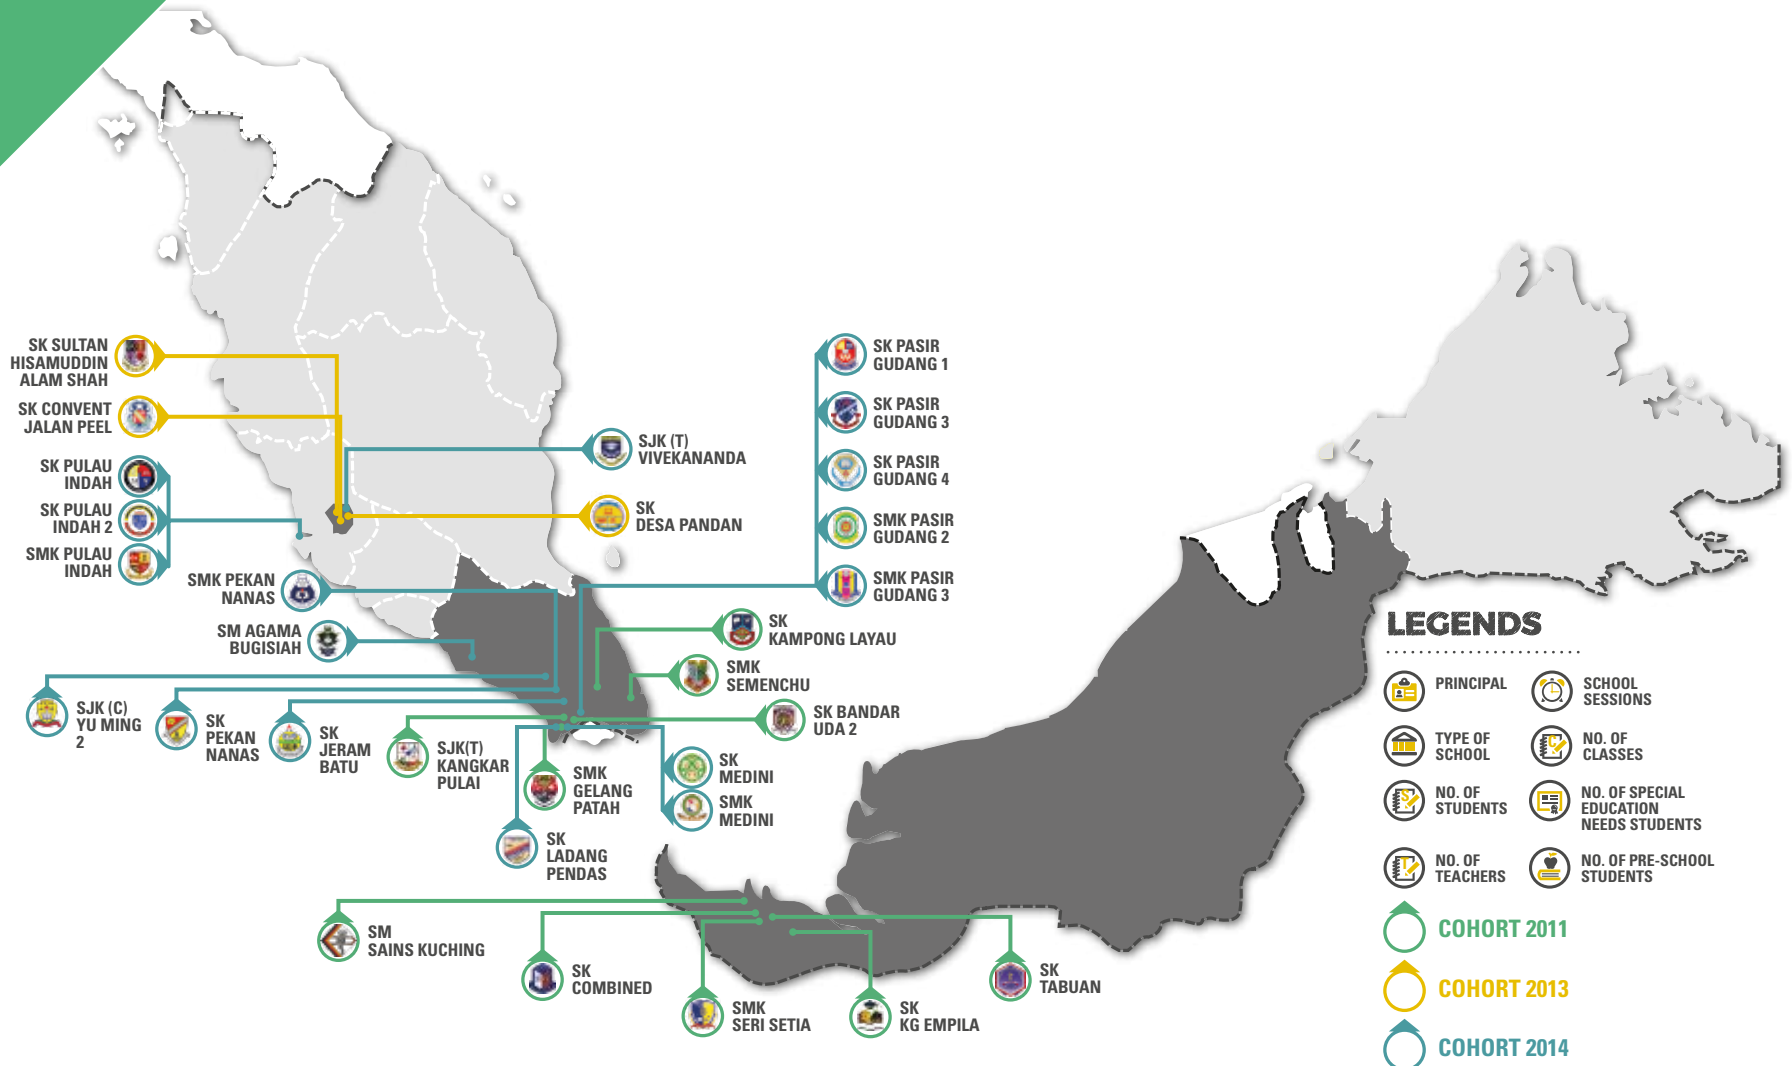 SK SULTAN
HISAMUDDIN
ALAM SHAH
SK CONVENT
JALAN PEEL
SK PULAU
INDAH
SK PULAU
INDAH 2
SMK PULAU
INDAH
SMK PEKAN
NANAS
SM AGAMA
BUGISIAH
SJK (C)
YU MING
2
SK
PEKAN
NANAS
SK
JERAM
BATU
SJK(T)
KANGKAR
PULAI
SMK
GELANG
PATAH
SK
LADANG
PENDAS
SK
MEDINI
SMK
MEDINI
SJK (T)
VIVEKANANDA
SK
DESA PANDAN
SK PASIR
GUDANG 1
SK PASIR
GUDANG 3
SK PASIR
GUDANG 4
SMK PASIR
GUDANG 2
SMK PASIR
GUDANG 3
SK
KAMPONG LAYAU
SMK
SEMENCHU
SK BANDAR
UDA 2
SM
SAINS KUCHING
SK
COMBINED
SMK
SERI SETIA
SK
KG EMPILA
SK
TABUAN
LEGENDS
PRINCIPAL
SCHOOL
SESSIONS
TYPE OF
SCHOOL
C
NO. OF
CLASSES
S
NO. OF
STUDENTS
NO. OF SPECIAL
EDUCATION
NEEDS STUDENTS
T
NO. OF
TEACHERS
NO. OF PRE-SCHOOL
STUDENTS
COHORT 2011
COHORT 2013
COHORT 2014